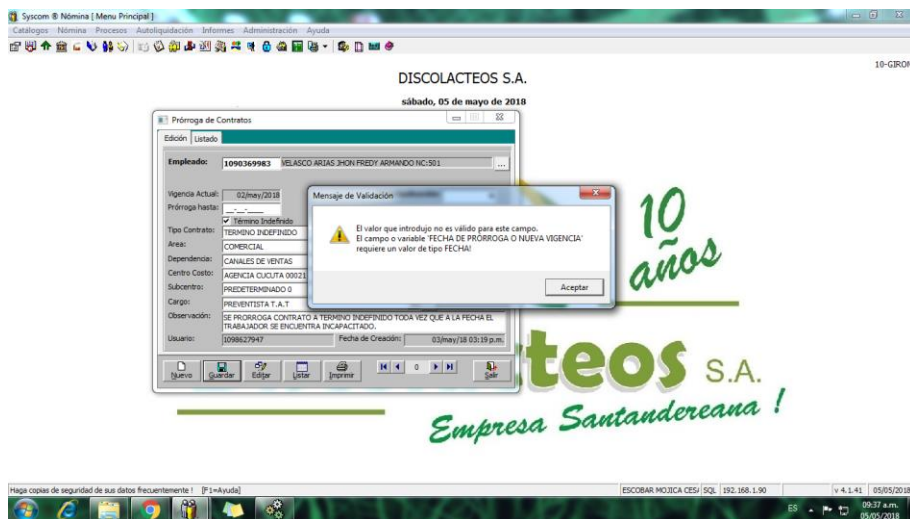 Syscom ® Nómina [ Menu Principal ]
Catálogos Nómina Procesos Autoliquidación Informes Administración Ayuda
10-GIRON
DISCOLACTEOS S.A.
sábado, 05 de mayo de 2018
Prórroga de Contratos
Edición Listado
Empleado: 1090369983 VELASCO ARIAS JHON FREDY ARMANDO NC:501 ...
Vigencia Actual: 02/may/2018
Prórroga hasta: __-__-____
Término Indefinido
Tipo Contrato: TERMINO INDEFINIDO
Area: COMERCIAL
Dependencia: CANALES DE VENTAS
Centro Costo: AGENCIA CUCUTA 00021
Subcentro: PREDETERMINADO 0
Cargo: PREVENTISTA T.A.T
Observación: SE PRORROGA CONTRATO A TERMINO INDEFINIDO TODA VEZ QUE A LA FECHA EL
TRABAJADOR SE ENCUENTRA INCAPACITADO.
Usuario: 1098627947 Fecha de Creación: 03/may/18 03:19 p.m.
Nuevo Guardar Editar Listar Imprimir 0 Salir
Mensaje de Validación
El valor que introdujo no es válido para este campo.
El campo o variable 'FECHA DE PRÓRROGA O NUEVA VIGENCIA'
requiere un valor de tipo FECHA!
Aceptar
10
años
cteos S.A.
Empresa Santandereana !
Haga copias de seguridad de sus datos frecuentemente ! [F1=Ayuda] ESCOBAR MOJICA CES/ SQL 192.168.1.90 v 4.1.41 05/05/2018
ES 09:37 a.m.
05/05/2018